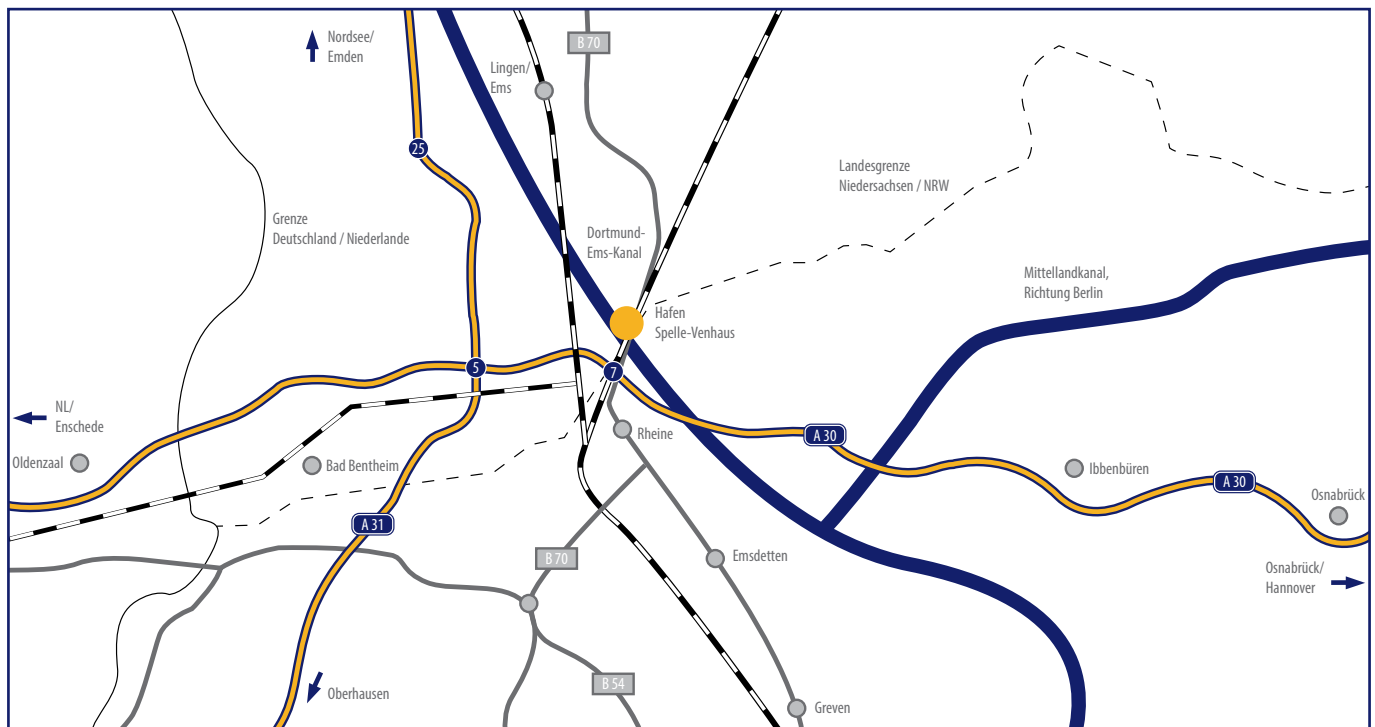 Nordsee/
Emden
B 70
Lingen/
Ems
25
Landesgrenze
Niedersachsen / NRW
Grenze
Deutschland / Niederlande
Dortmund-
Ems-Kanal
Mittellandkanal,
Richtung Berlin
Hafen
Spelle-Venhaus
5
7
NL/
Enschede
Rheine
A 30
Oldenzaal
Bad Bentheim
Ibbenbüren
A 30
Osnabrück
A 31
B 70
Emsdetten
Osnabrück/
Hannover
Oberhausen
B 54
Greven